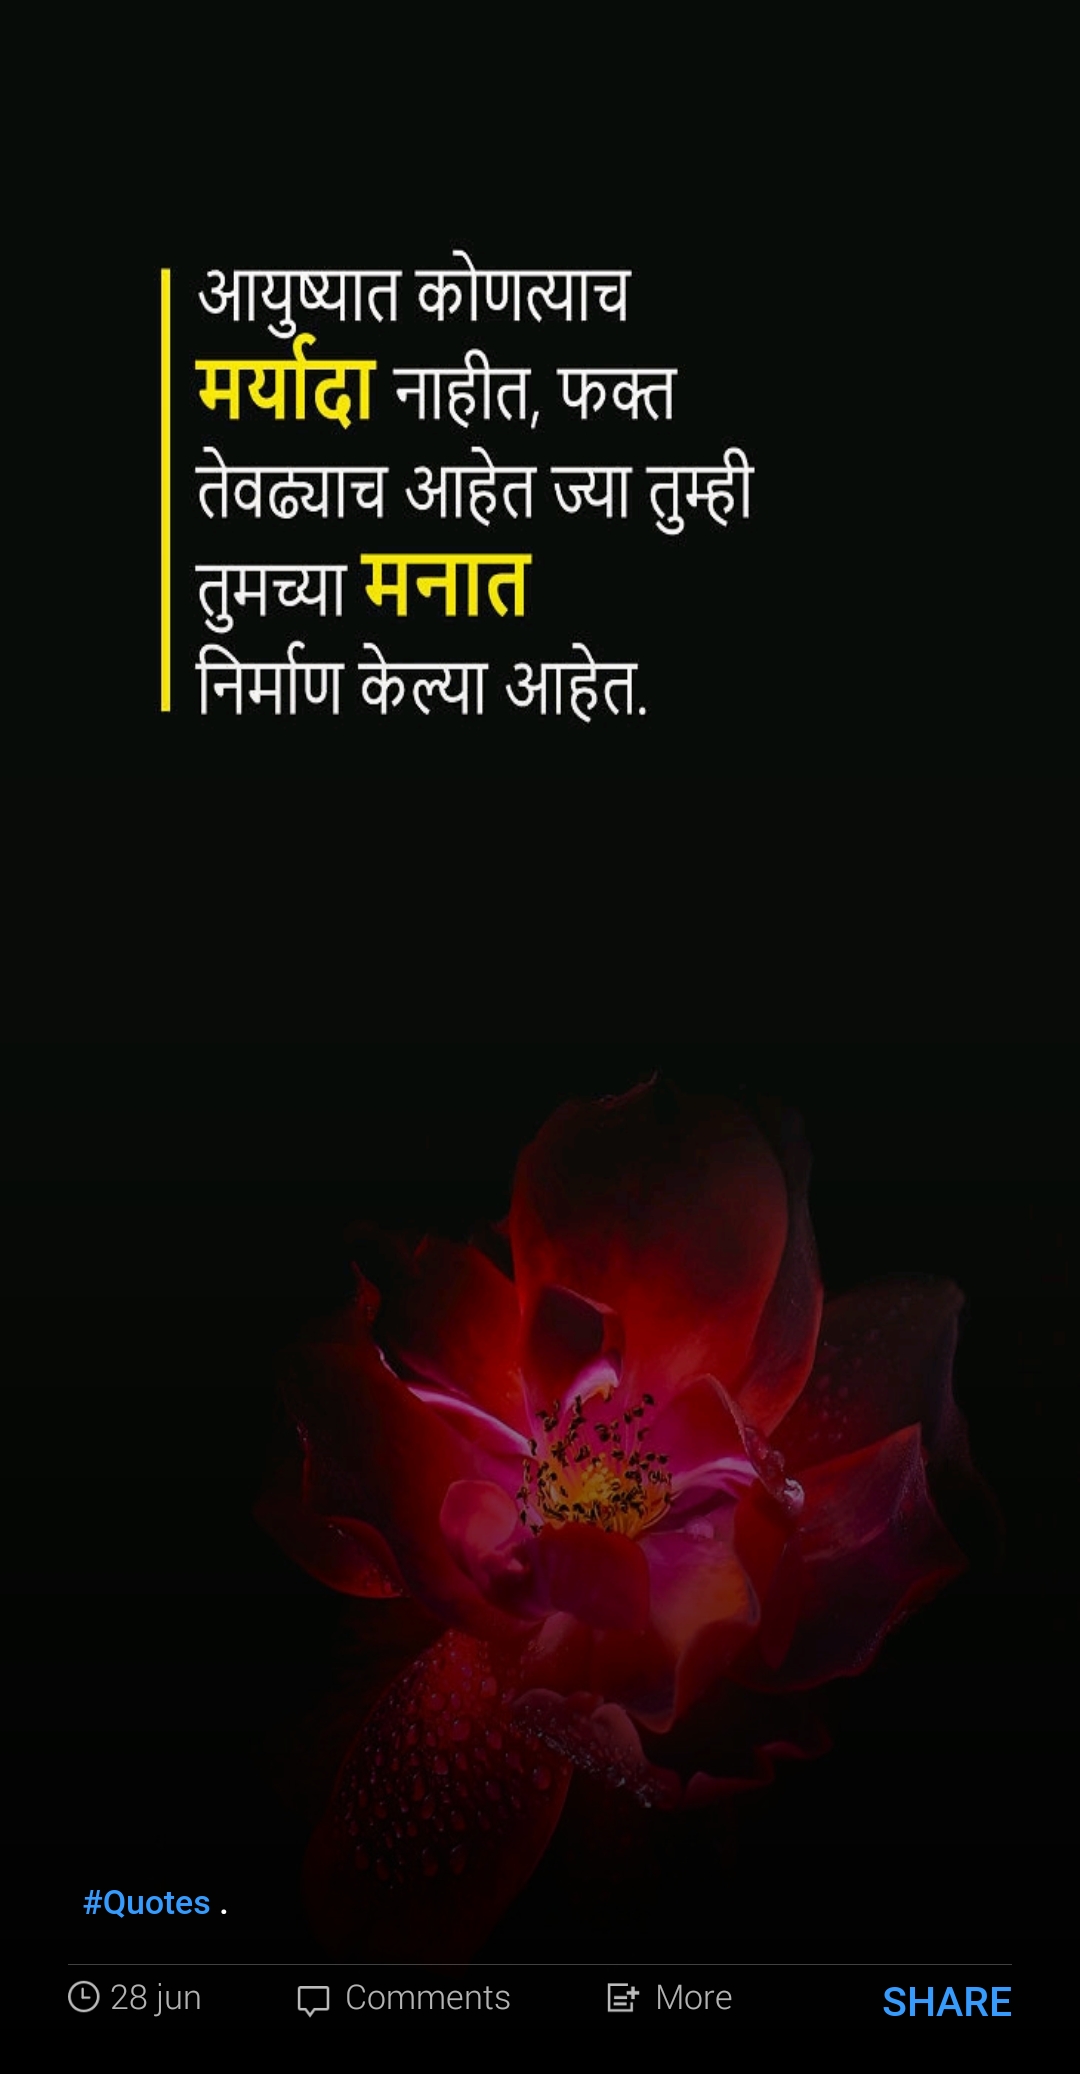 आयुष्यात कोणत्याच
मर्यादा नाहीत, फक्त
तेवढ्याच आहेत ज्या तुम्ही
तुमच्या मनात
निर्माण केल्या आहेत.
#Quotes .
28 jun Comments More SHARE